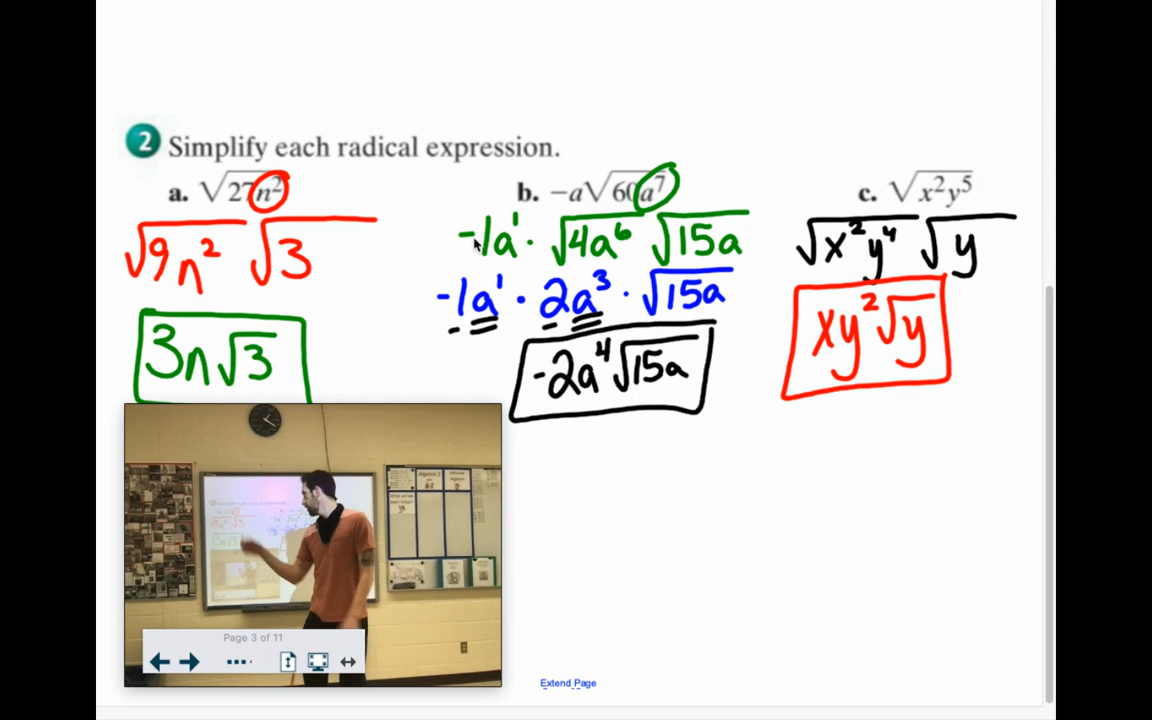 2 Simplify each radical expression.
a. √27n² b. −a√60a⁷ c. √x²y⁵
√9n² √3 -1a¹ · √4a⁶ √15a √x²y⁴ √y
-1a¹ · 2a³ · √15a
3n√3 -2a⁴√15a xy²√y
Page 3 of 11
Extend Page